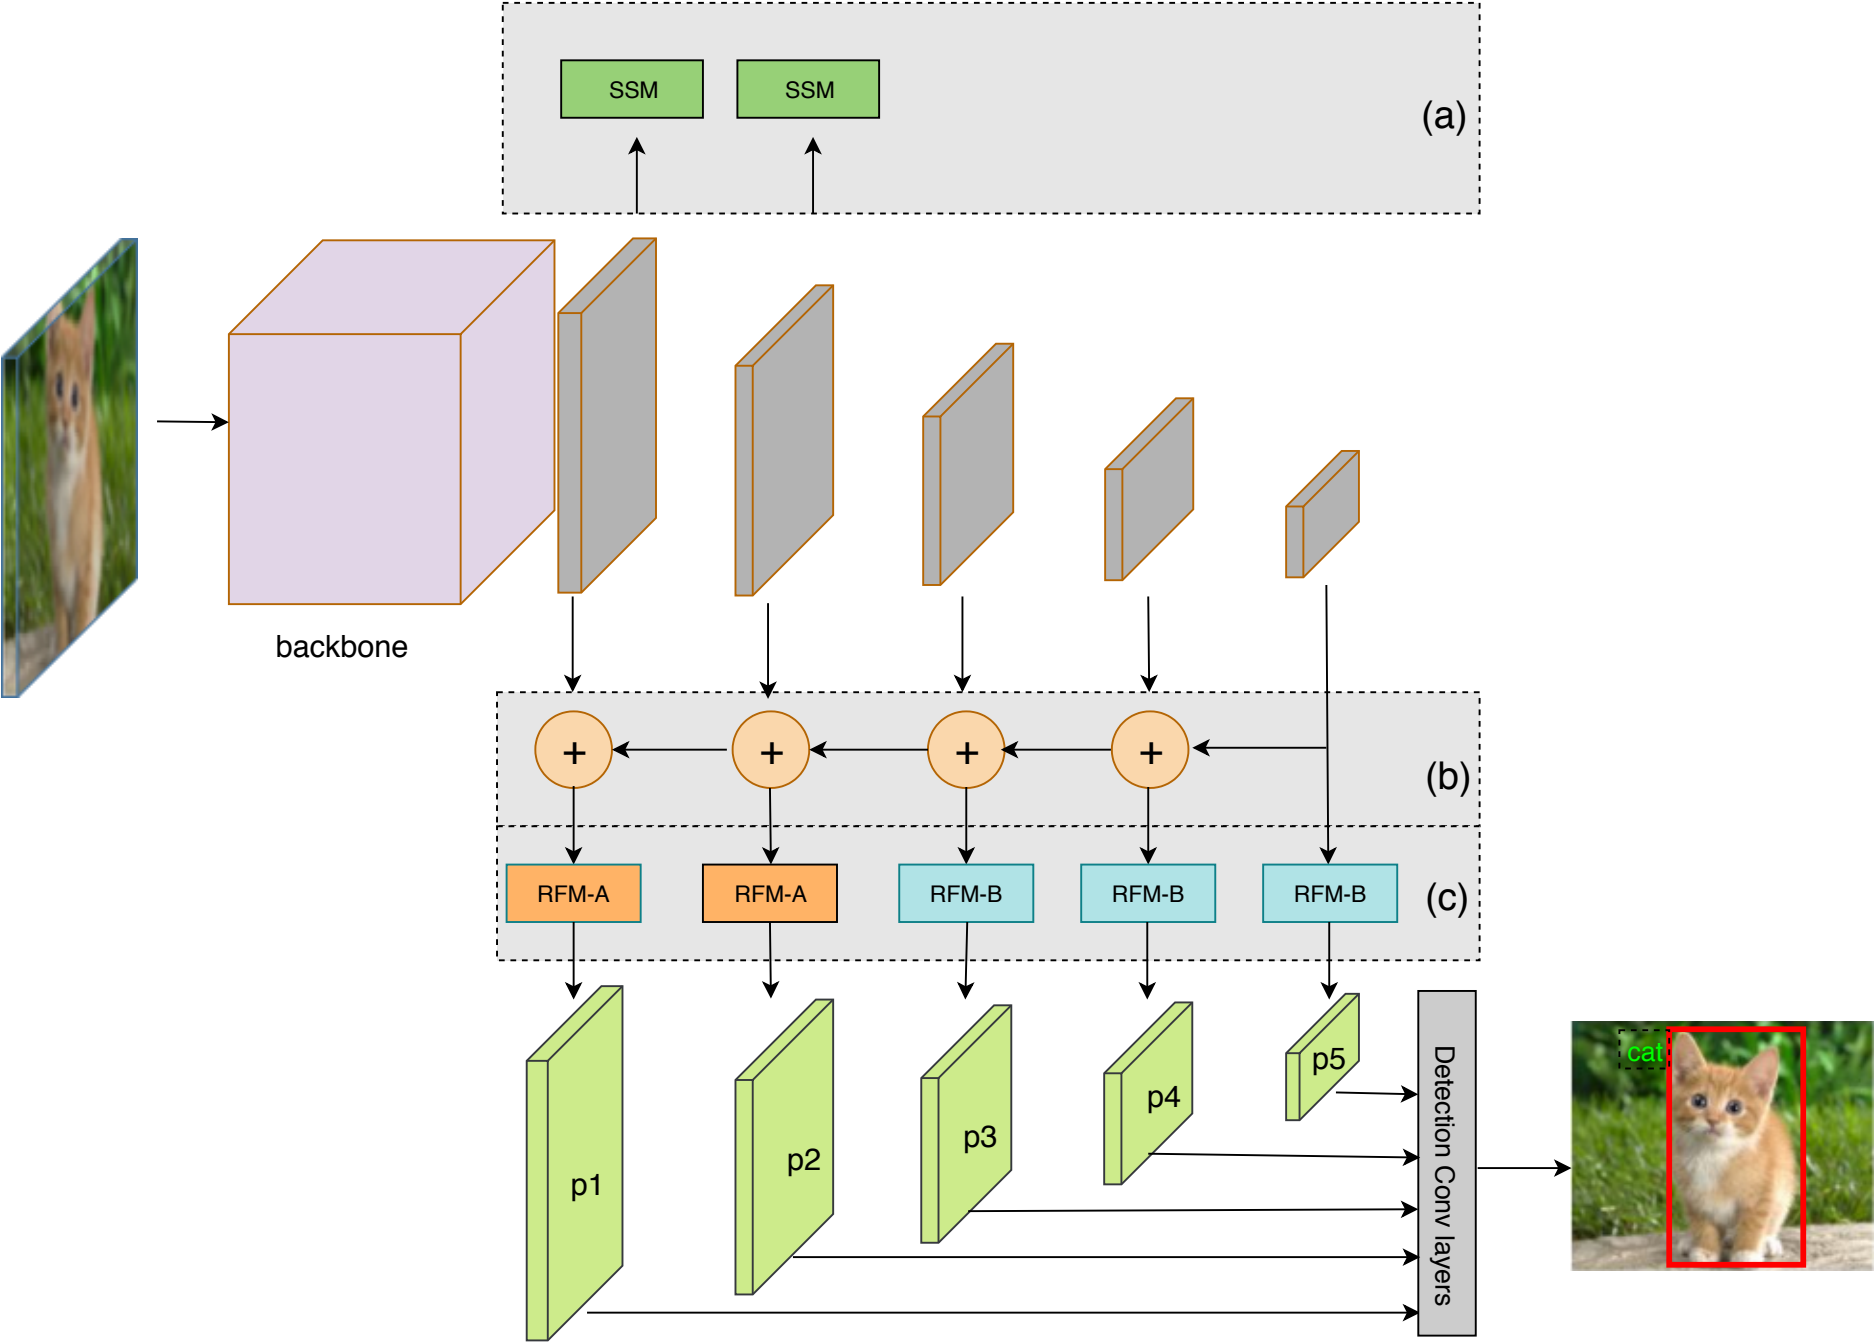 SSM SSM
(a)
backbone
+ + + +
(b)
RFM-A RFM-A RFM-B RFM-B RFM-B
(c)
p1
p2
p3
p4
p5
Detection Conv layers
cat